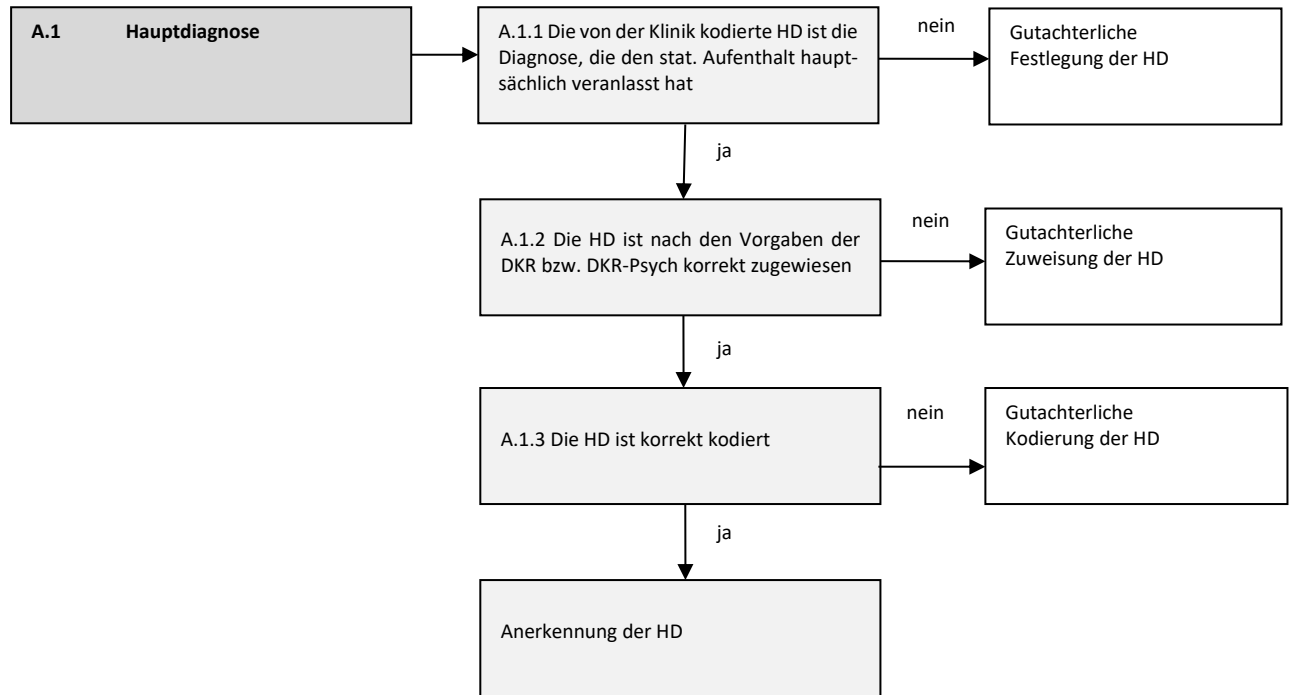 A.1 Hauptdiagnose
A.1.1 Die von der Klinik kodierte HD ist die
Diagnose, die den stat. Aufenthalt haupt-
sächlich veranlasst hat
nein
Gutachterliche
Festlegung der HD
ja
A.1.2 Die HD ist nach den Vorgaben der
DKR bzw. DKR-Psych korrekt zugewiesen
nein
Gutachterliche
Zuweisung der HD
ja
A.1.3 Die HD ist korrekt kodiert
nein
Gutachterliche
Kodierung der HD
ja
Anerkennung der HD